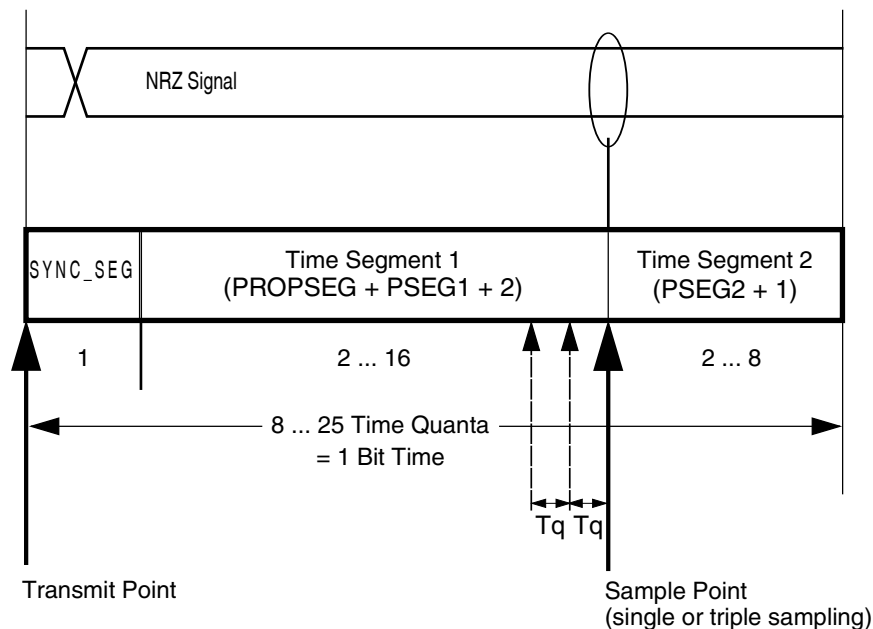 NRZ Signal
SYNC_SEG
Time Segment 1
(PROPSEG + PSEG1 + 2)
Time Segment 2
(PSEG2 + 1)
1
2 ... 16
2 ... 8
8 ... 25 Time Quanta
= 1 Bit Time
Tq Tq
Transmit Point
Sample Point
(single or triple sampling)